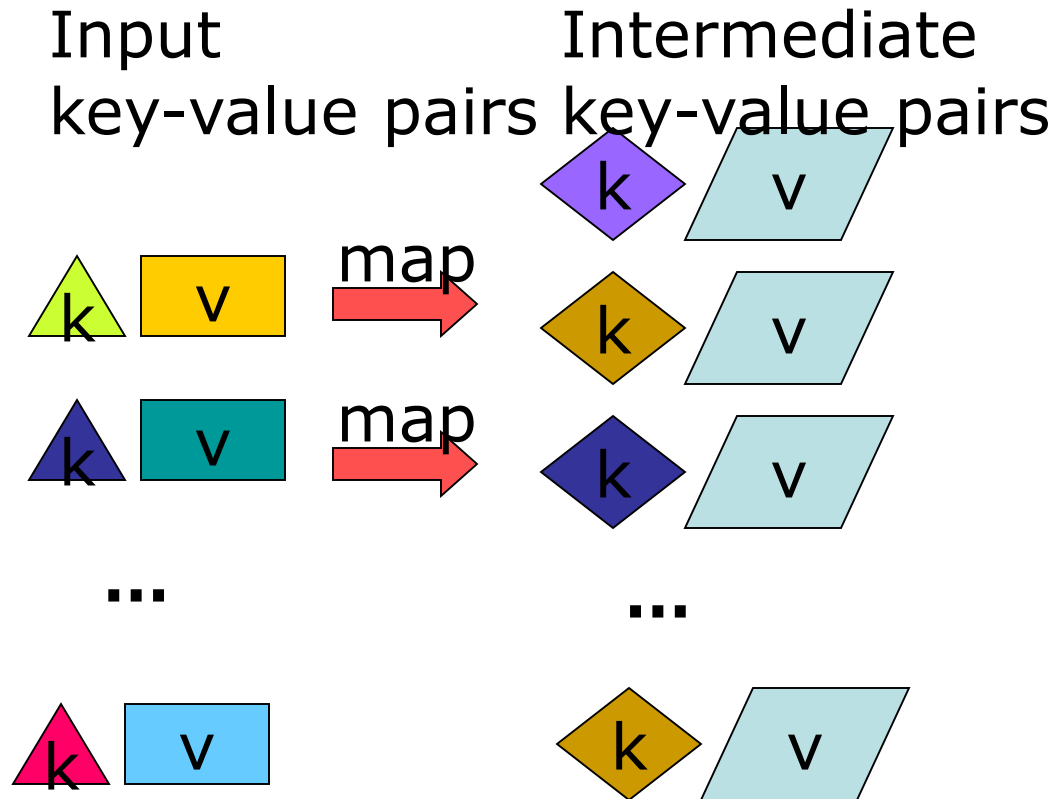 Input
key-value pairs
Intermediate
key-value pairs
k v
map
k v
k v
map
k v
k v
k v
...
...
k v
k v